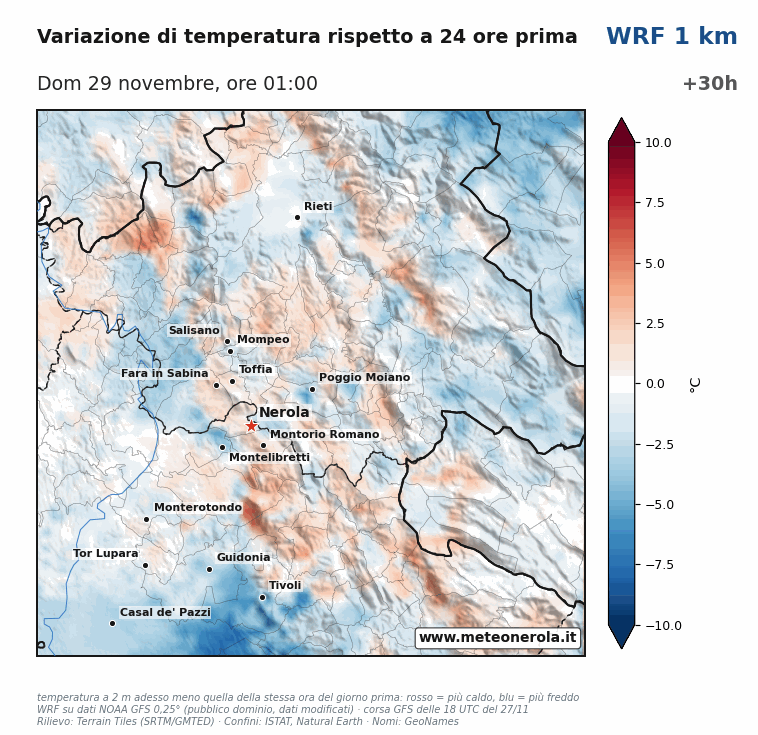 Variazione di temperatura rispetto a 24 ore prima
WRF 1 km
Dom 29 novembre, ore 01:00
+30h
Rieti
Salisano
Mompeo
Toffia
Fara in Sabina
Poggio Moiano
Nerola
Montorio Romano
Montelibretti
Monterotondo
Tor Lupara
Guidonia
Tivoli
Casal de' Pazzi
www.meteonerola.it
10.0
7.5
5.0
2.5
0.0
−2.5
−5.0
−7.5
−10.0
°C
temperatura a 2 m adesso meno quella della stessa ora del giorno prima: rosso = più caldo, blu = più freddo
WRF su dati NOAA GFS 0,25° (pubblico dominio, dati modificati) · corsa GFS delle 18 UTC del 27/11
Rilievo: Terrain Tiles (SRTM/GMTED) · Confini: ISTAT, Natural Earth · Nomi: GeoNames